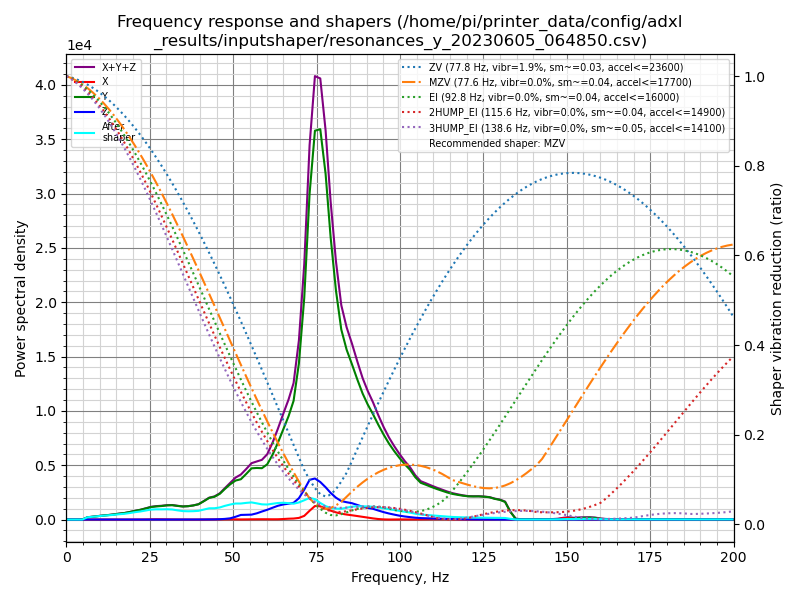 Frequency response and shapers (/home/pi/printer_data/config/adxl
_results/inputshaper/resonances_y_20230605_064850.csv)
1e4
X+Y+Z
X
Y
Z
After
shaper
ZV (77.8 Hz, vibr=1.9%, sm~=0.03, accel<=23600)
MZV (77.6 Hz, vibr=0.0%, sm~=0.04, accel<=17700)
EI (92.8 Hz, vibr=0.0%, sm~=0.04, accel<=16000)
2HUMP_EI (115.6 Hz, vibr=0.0%, sm~=0.04, accel<=14900)
3HUMP_EI (138.6 Hz, vibr=0.0%, sm~=0.05, accel<=14100)
Recommended shaper: MZV
Power spectral density
4.0
3.5
3.0
2.5
2.0
1.5
1.0
0.5
0.0
1.0
0.8
0.6
0.4
0.2
0.0
Shaper vibration reduction (ratio)
0 25 50 75 100 125 150 175 200
Frequency, Hz